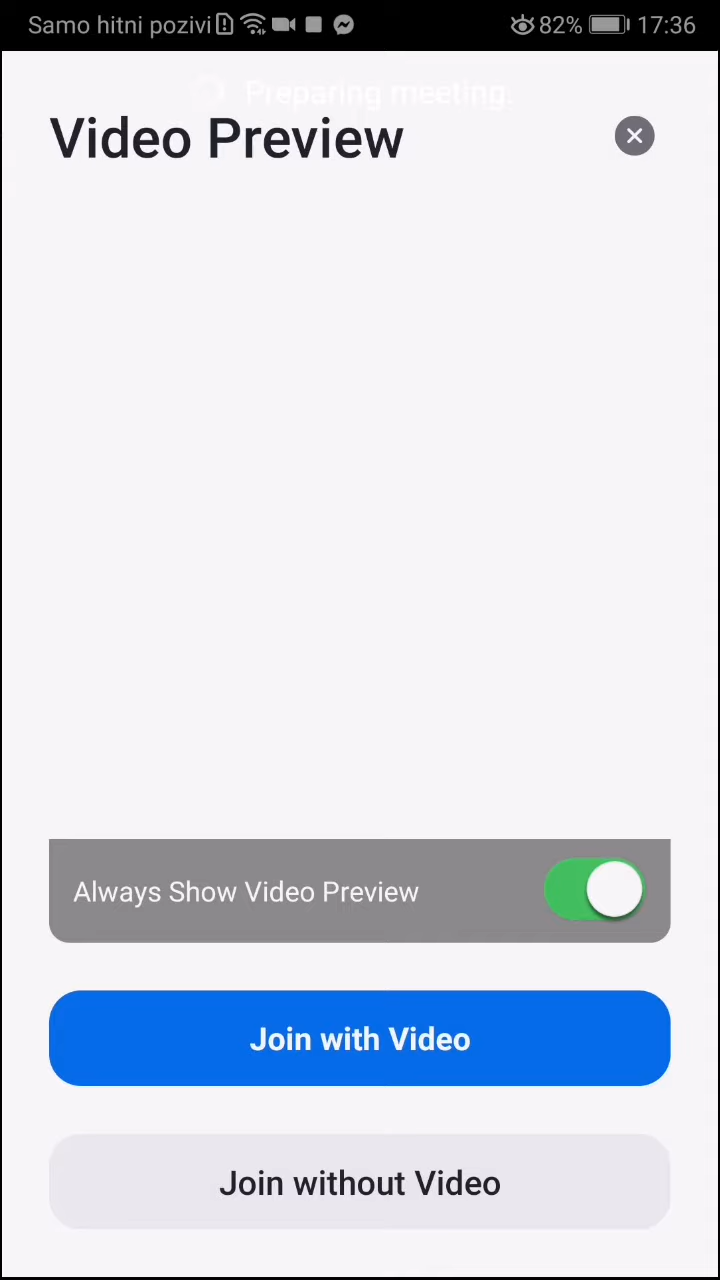 Samo hitni pozivi 82% 17:36
Preparing meeting.
Video Preview
Always Show Video Preview
Join with Video
Join without Video